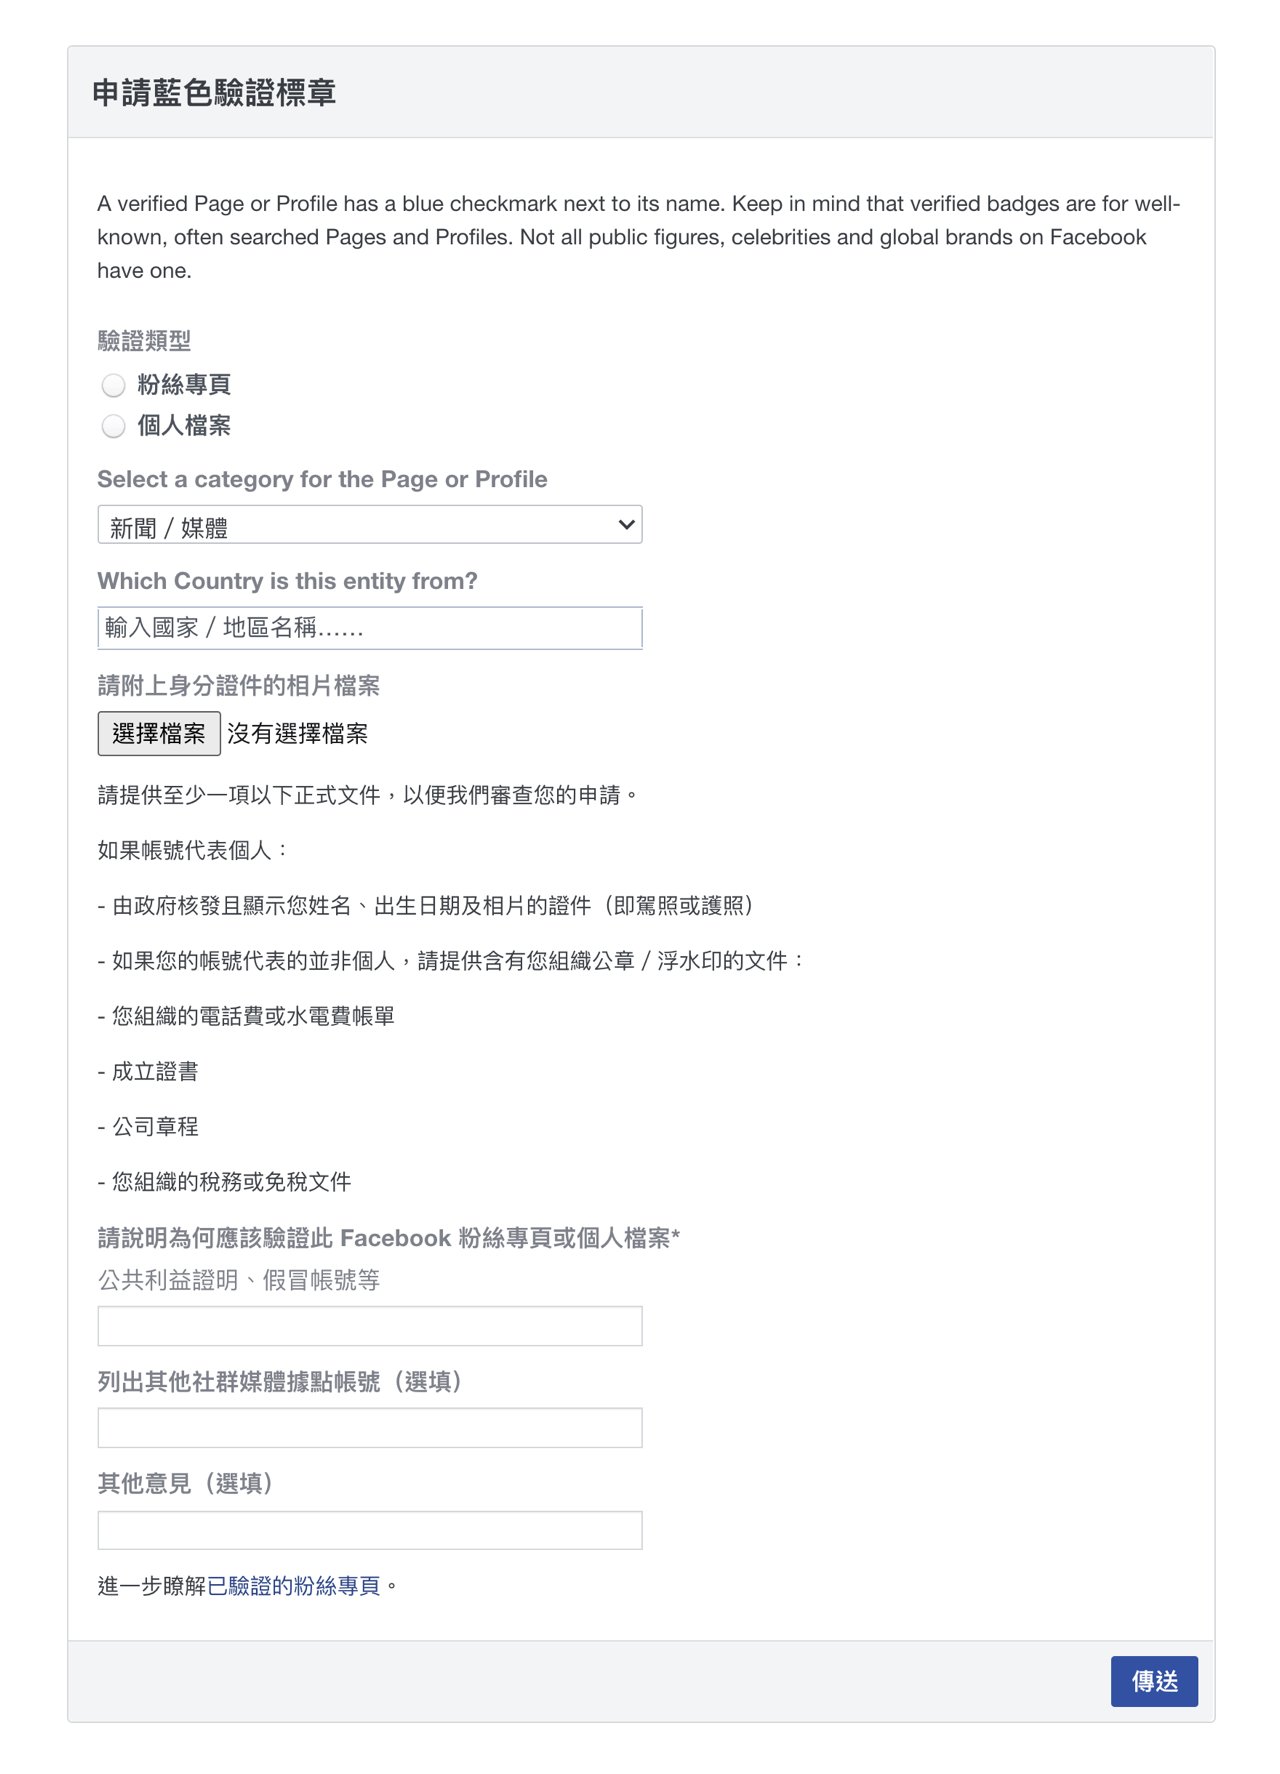 申請藍色驗證標章
A verified Page or Profile has a blue checkmark next to its name. Keep in mind that verified badges are for well-
known, often searched Pages and Profiles. Not all public figures, celebrities and global brands on Facebook
have one.
驗證類型
粉絲專頁
個人檔案
Select a category for the Page or Profile
新聞 / 媒體
Which Country is this entity from?
輸入國家 / 地區名稱......
請附上身分證件的相片檔案
選擇檔案 沒有選擇檔案
請提供至少一項以下正式文件，以便我們審查您的申請。
如果帳號代表個人：
- 由政府核發且顯示您姓名、出生日期及相片的證件（即駕照或護照）
- 如果您的帳號代表的並非個人，請提供含有您組織公章 / 浮水印的文件：
- 您組織的電話費或水電費帳單
- 成立證書
- 公司章程
- 您組織的稅務或免稅文件
請說明為何應該驗證此 Facebook 粉絲專頁或個人檔案*
公共利益證明、假冒帳號等
列出其他社群媒體據點帳號（選填）
其他意見（選填）
進一步瞭解已驗證的粉絲專頁。
傳送